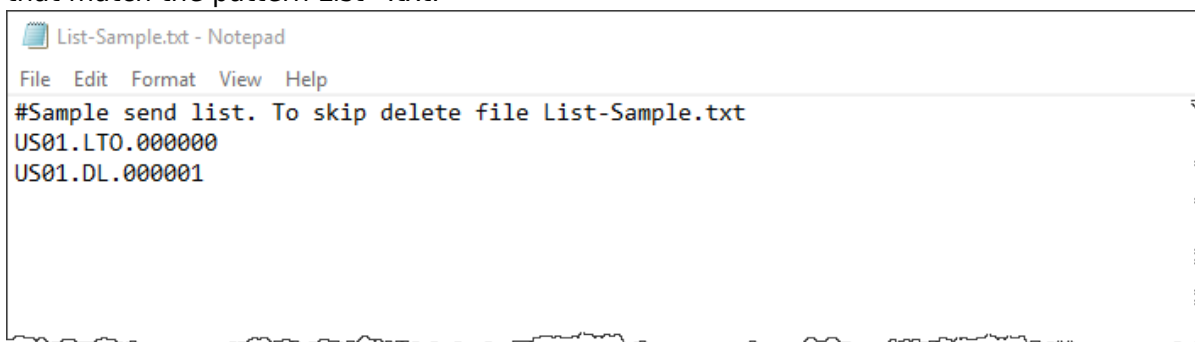 that match the pattern List-*.txt.
List-Sample.txt - Notepad
File Edit Format View Help
#Sample send list. To skip delete file List-Sample.txt
US01.LTO.000000
US01.DL.000001